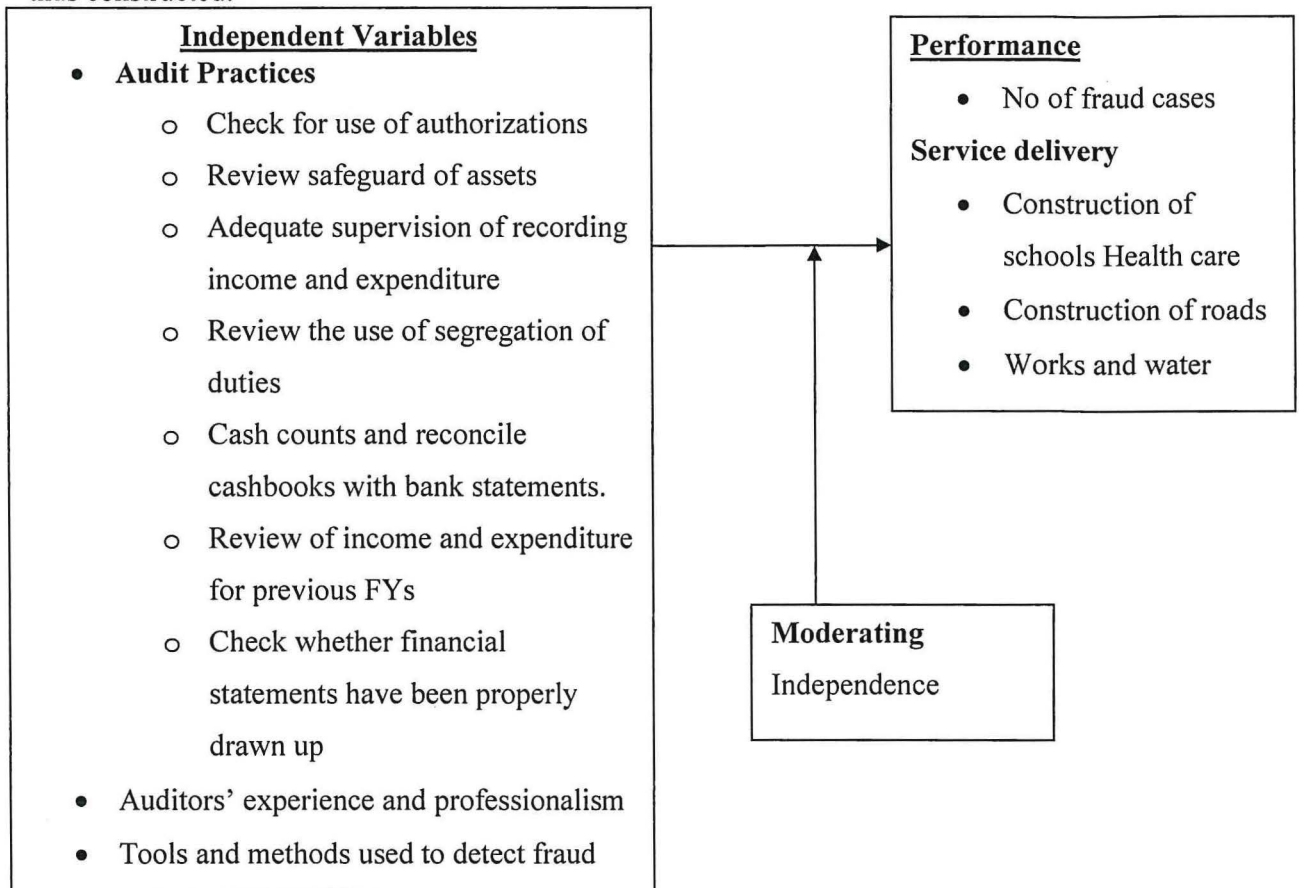 Independent Variables
• Audit Practices
o Check for use of authorizations
o Review safeguard of assets
o Adequate supervision of recording
income and expenditure
o Review the use of segregation of
duties
o Cash counts and reconcile
cashbooks with bank statements.
o Review of income and expenditure
for previous FYs
o Check whether financial
statements have been properly
drawn up
• Auditors’ experience and professionalism
• Tools and methods used to detect fraud
Performance
• No of fraud cases
Service delivery
• Construction of
schools Health care
• Construction of roads
• Works and water
Moderating
Independence